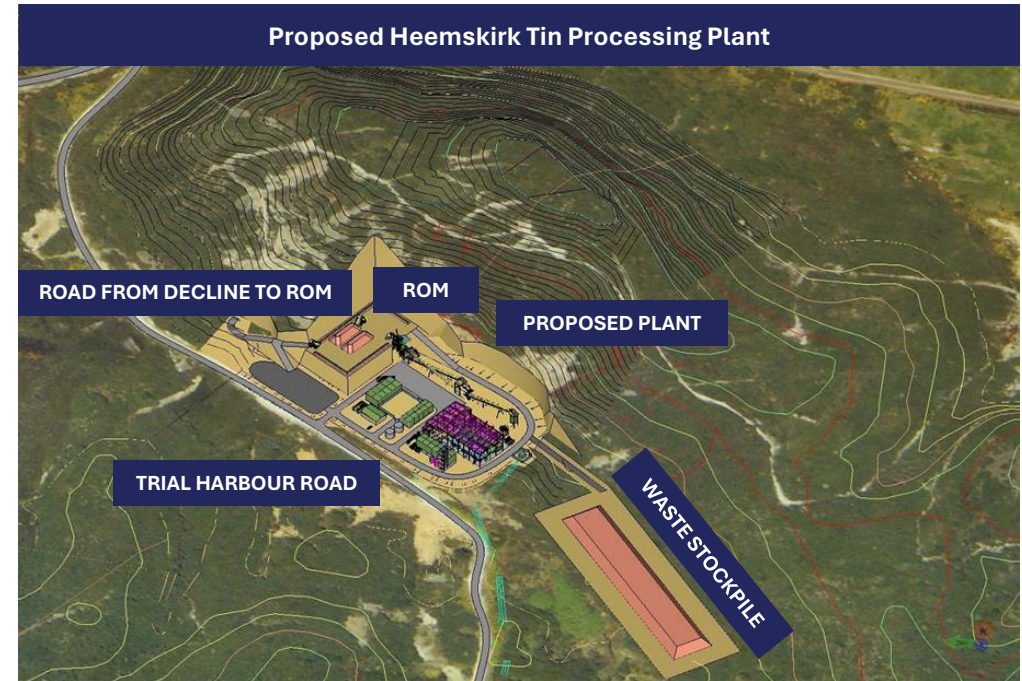 Proposed Heemskirk Tin Processing Plant
ROAD FROM DECLINE TO ROM
ROM
PROPOSED PLANT
TRIAL HARBOUR ROAD
WASTE STOCKPILE